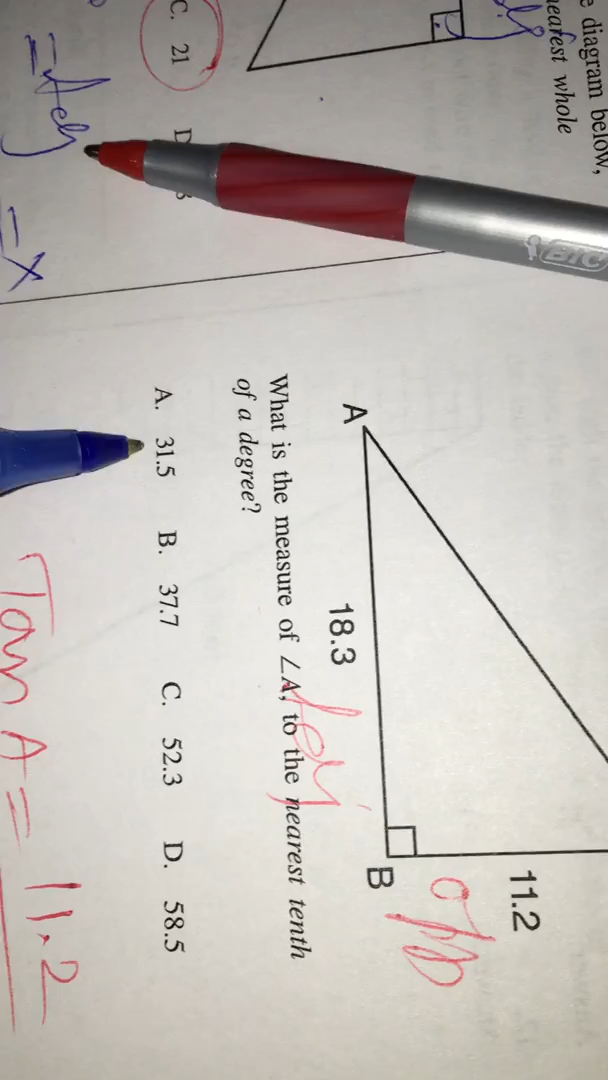 e diagram below,
nearest whole
C. 21
D
= Adj
= x
BIC
A
18.3
B
11.2
adj
opp
What is the measure of ∠A, to the nearest tenth
of a degree?
A. 31.5 B. 37.7 C. 52.3 D. 58.5
Tan A = 11.2